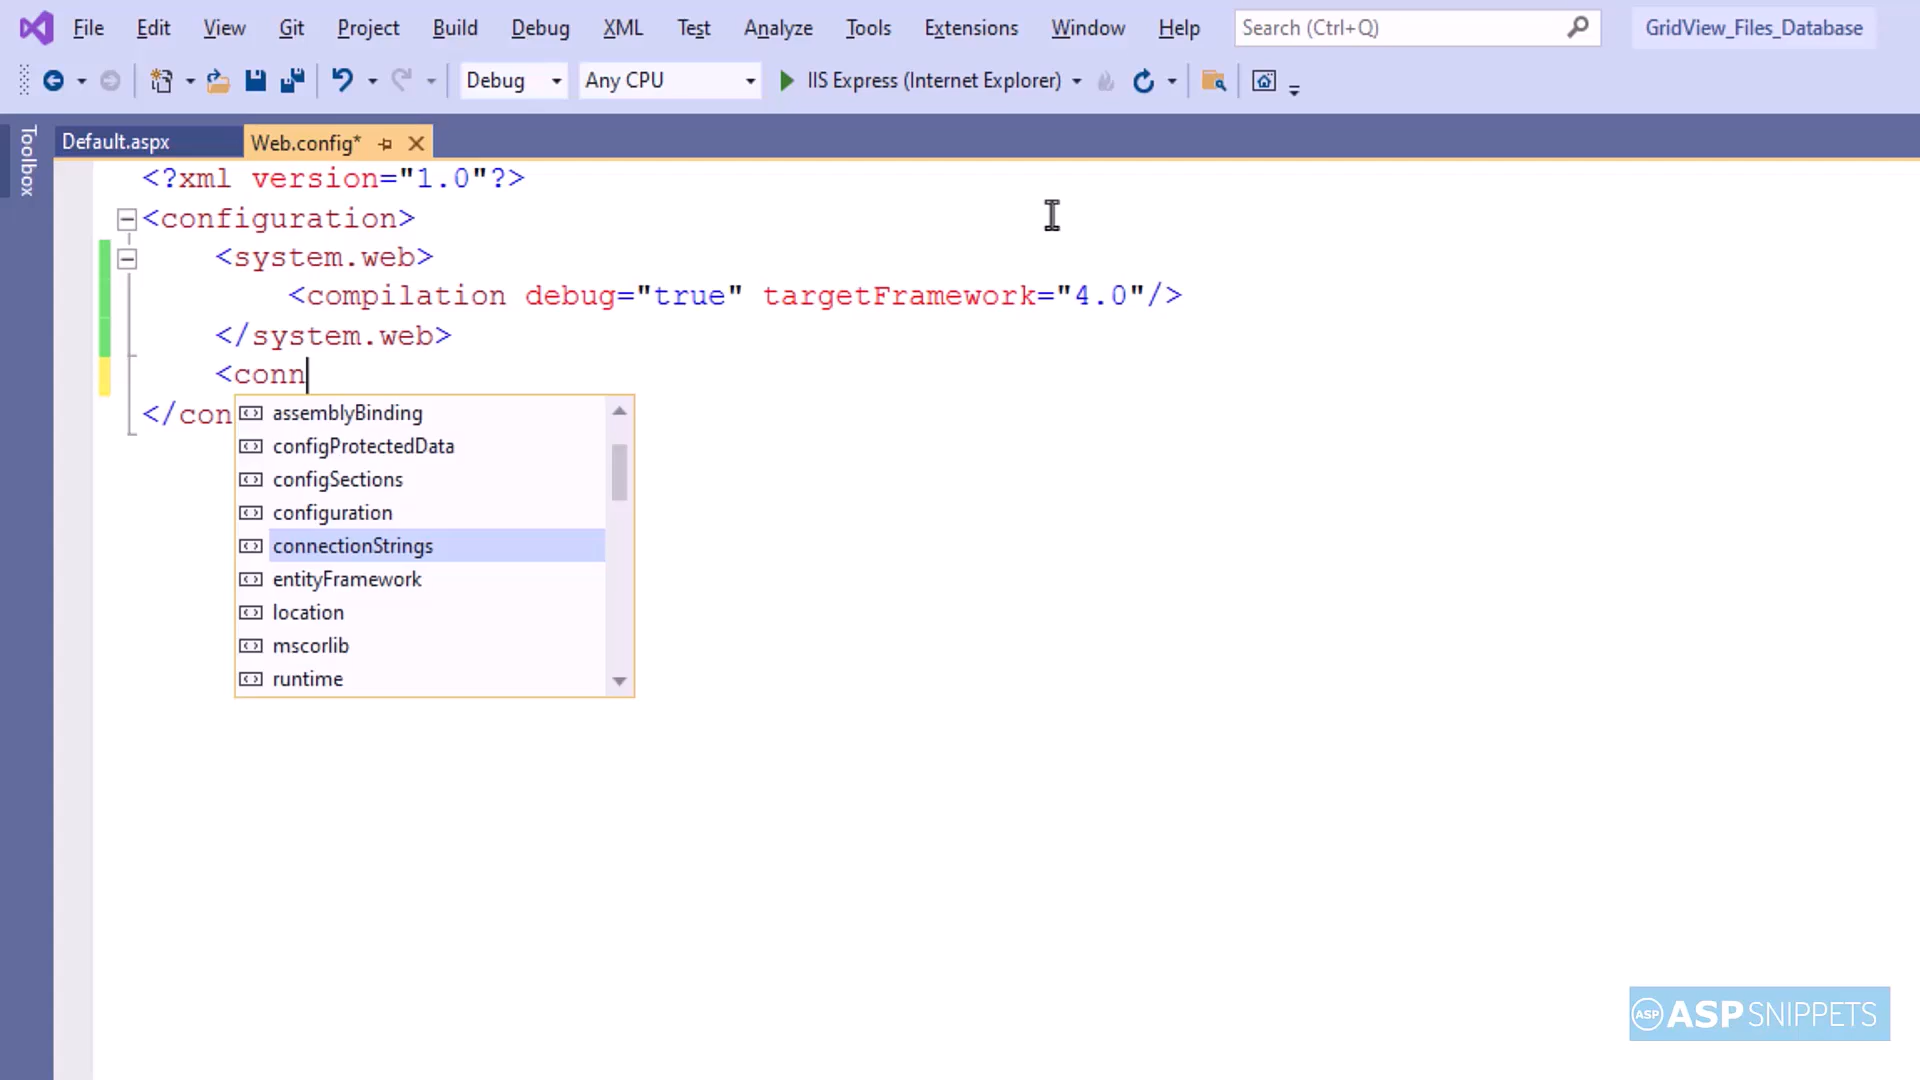 File Edit View Git Project Build Debug XML Test Analyze Tools Extensions Window Help Search (Ctrl+Q) GridView_Files_Database
Debug Any CPU IIS Express (Internet Explorer)
Toolbox
Default.aspx Web.config*
<?xml version="1.0"?>
<configuration>
<system.web>
<compilation debug="true" targetFramework="4.0"/>
</system.web>
<conn
</con
assemblyBinding
configProtectedData
configSections
configuration
connectionStrings
entityFramework
location
mscorlib
runtime
ASP ASPSNIPPETS